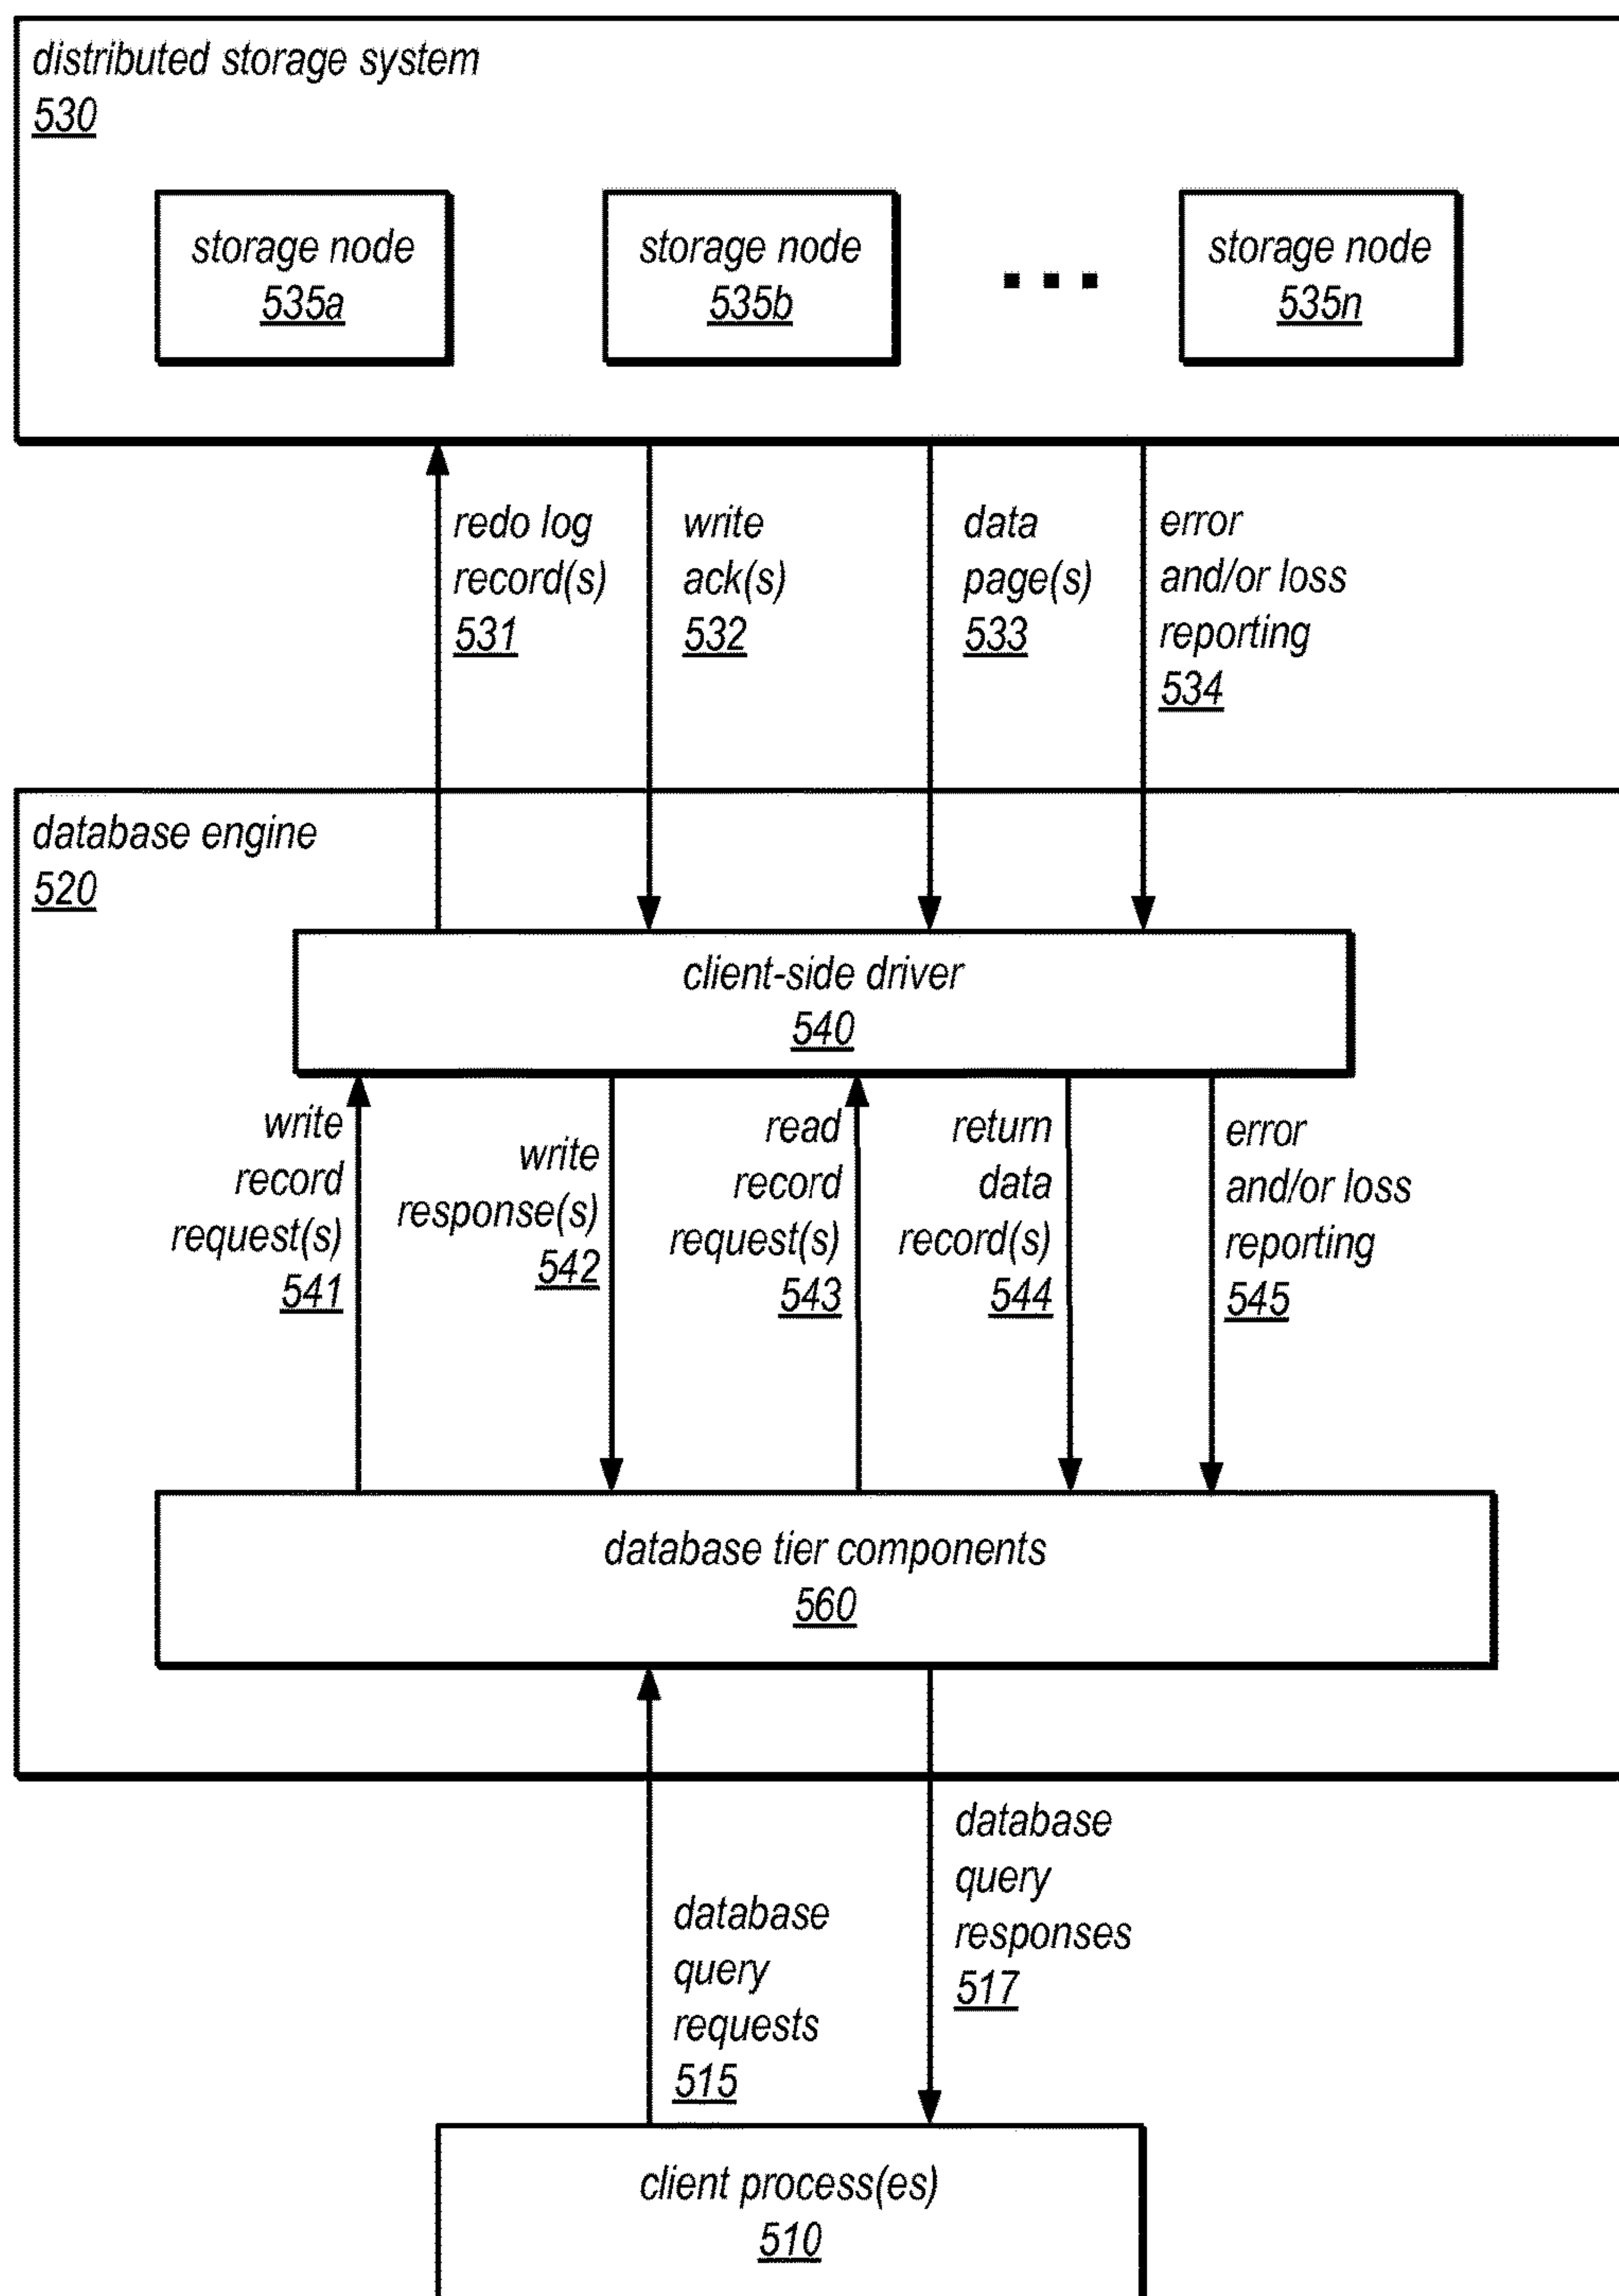 distributed storage system
530
storage node
535a
storage node
535b
storage node
535n
redo log
record(s)
531
write
ack(s)
532
data
page(s)
533
error
and/or loss
reporting
534
database engine
520
client-side driver
540
write
record
request(s)
541
write
response(s)
542
read
record
request(s)
543
return
data
record(s)
544
error
and/or loss
reporting
545
database tier components
560
database
query
requests
515
database
query
responses
517
client process(es)
510